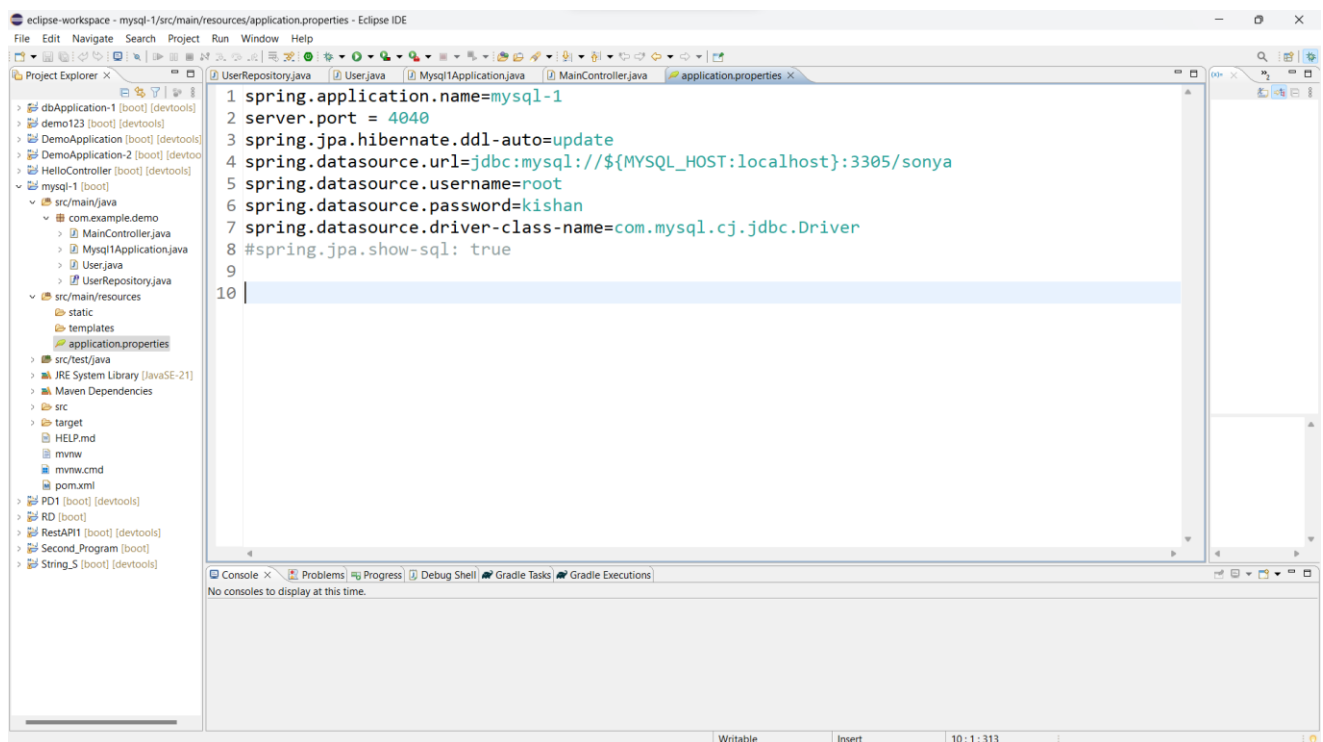 eclipse-workspace - mysql-1/src/main/resources/application.properties - Eclipse IDE
File Edit Navigate Search Project Run Window Help
Project Explorer
UserRepository.java User.java Mysql1Application.java MainController.java application.properties
dbApplication-1 [boot] [devtools]
demo123 [boot] [devtools]
DemoApplication [boot] [devtools]
DemoApplication-2 [boot] [devtoo
HelloController [boot] [devtools]
mysql-1 [boot]
src/main/java
com.example.demo
MainController.java
Mysql1Application.java
User.java
UserRepository.java
src/main/resources
static
templates
application.properties
src/test/java
JRE System Library [JavaSE-21]
Maven Dependencies
src
target
HELP.md
mvnw
mvnw.cmd
pom.xml
PD1 [boot] [devtools]
RD [boot]
RestAPI1 [boot] [devtools]
Second_Program [boot]
String_S [boot] [devtools]
1 spring.application.name=mysql-1
2 server.port = 4040
3 spring.jpa.hibernate.ddl-auto=update
4 spring.datasource.url=jdbc:mysql://${MYSQL_HOST:localhost}:3305/sonya
5 spring.datasource.username=root
6 spring.datasource.password=kishan
7 spring.datasource.driver-class-name=com.mysql.cj.jdbc.Driver
8 #spring.jpa.show-sql: true
9
10
Console Problems Progress Debug Shell Gradle Tasks Gradle Executions
No consoles to display at this time.
Writable Insert 10 : 1 : 313